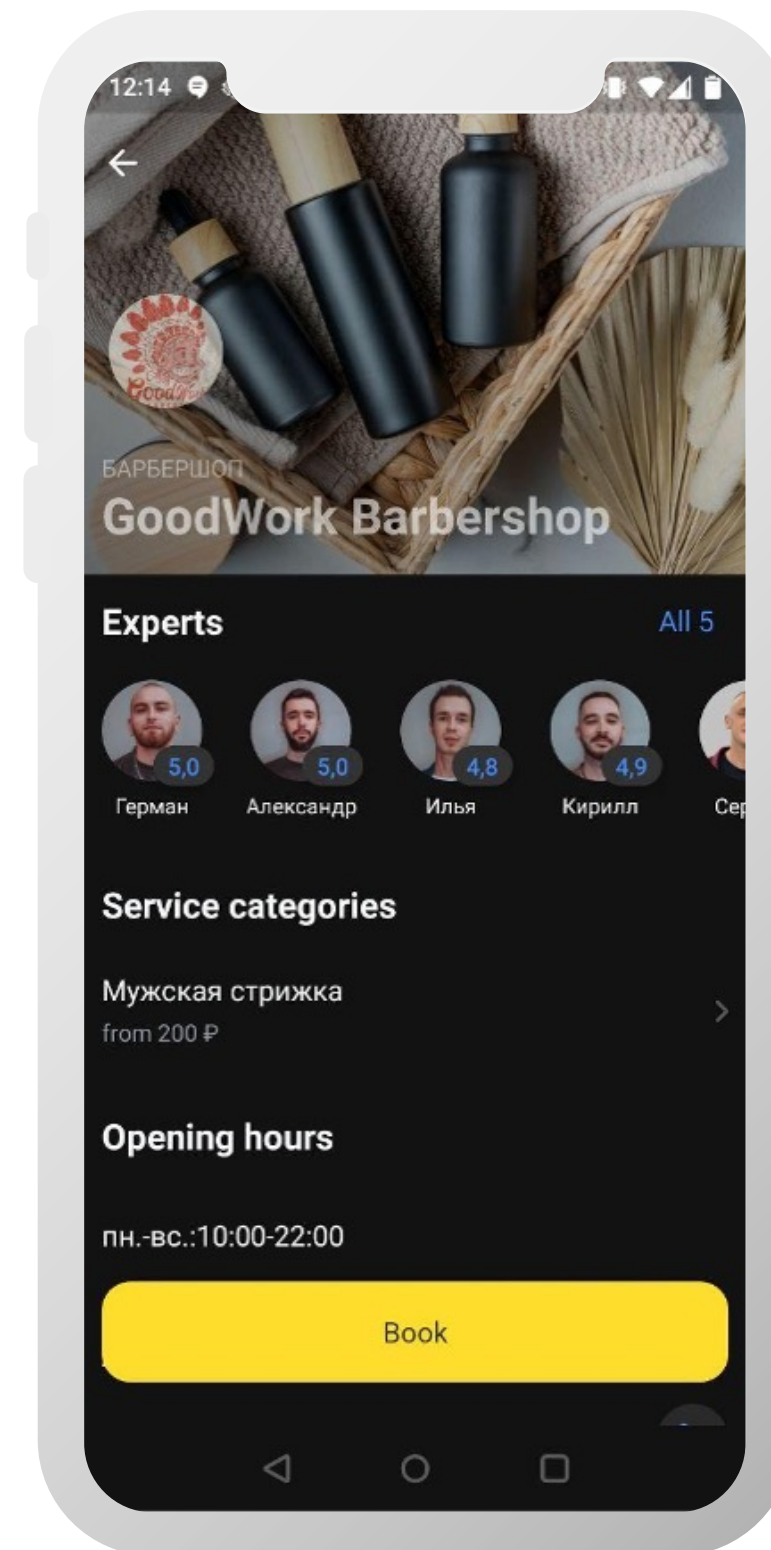 12:14
БАРБЕРШОП
GoodWork Barbershop
Experts
All 5
5,0
5,0
4,8
4,9
Герман
Александр
Илья
Кирилл
Service categories
Мужская стрижка
from 200 ₽
Opening hours
пн.-вс.:10:00-22:00
Book